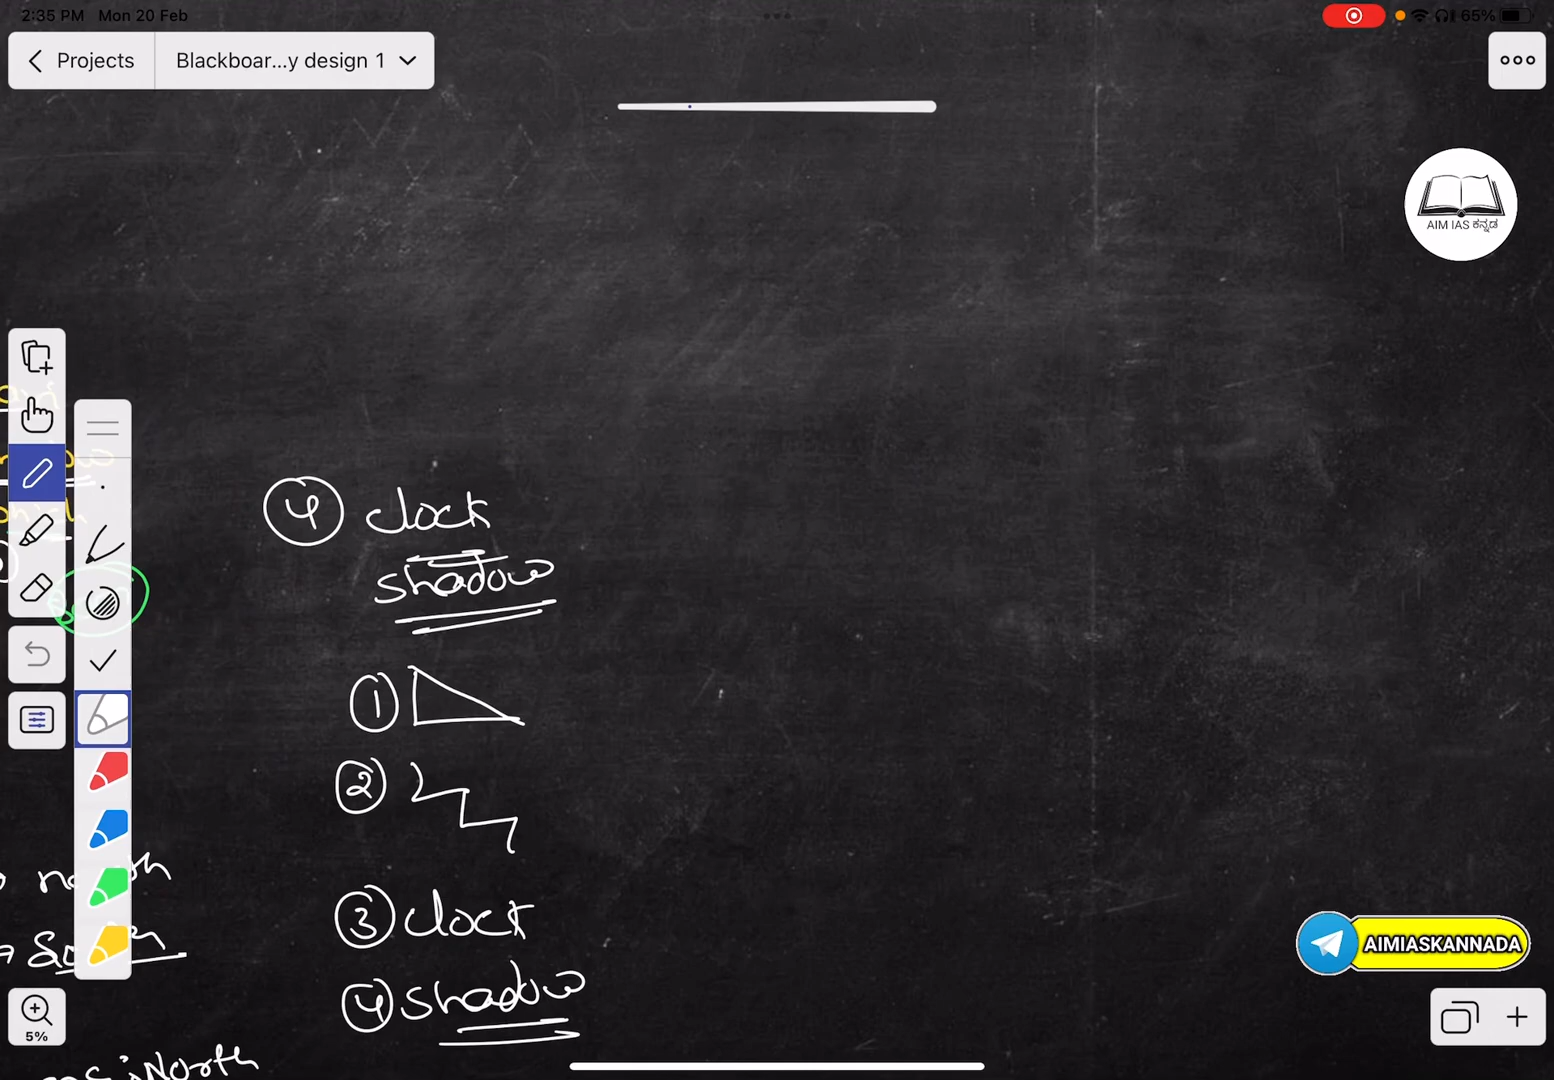 2:35 PM Mon 20 Feb
65%
Projects
Blackboar...y design 1
AIM IAS ಕನ್ನಡ
④ clock
shadow
①
②
③ clock
④ shadow
North
AIMIASKANNADA
5%